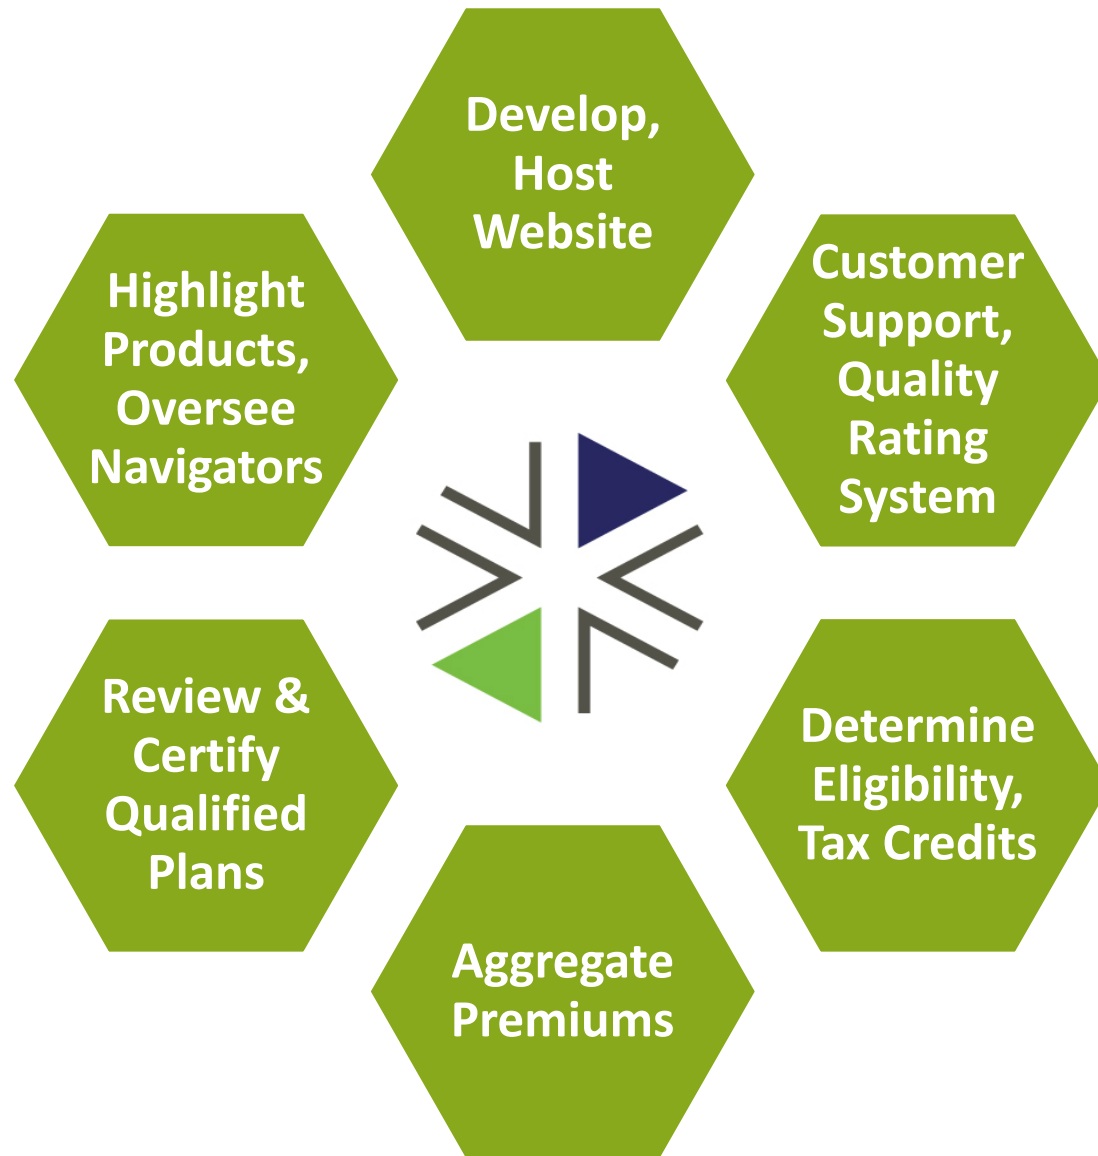 Develop,
Host
Website
Customer
Support,
Quality
Rating
System
Determine
Eligibility,
Tax Credits
Aggregate
Premiums
Review &
Certify
Qualified
Plans
Highlight
Products,
Oversee
Navigators